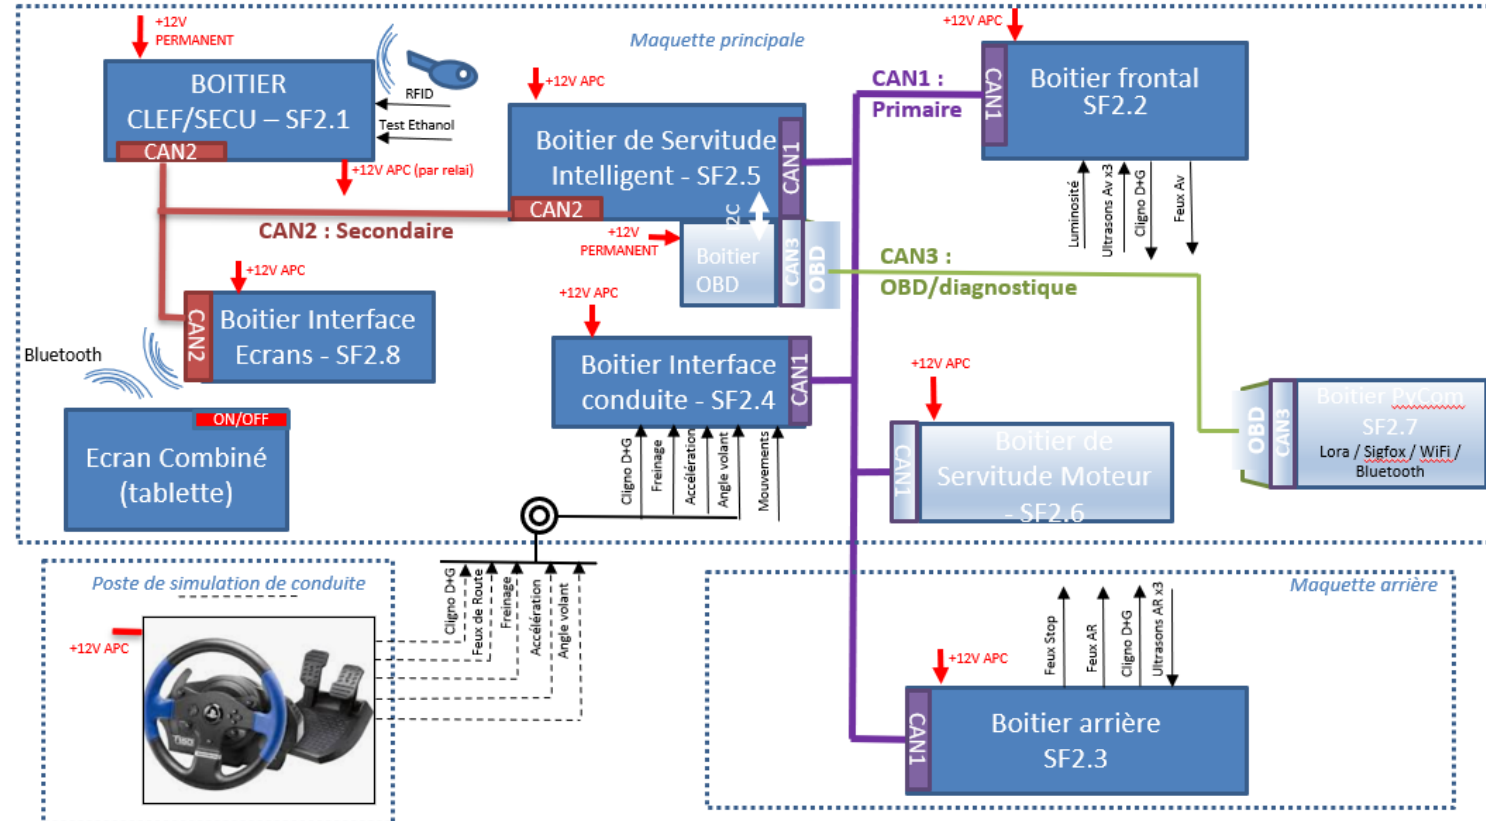 +12V
PERMANENT
Maquette principale
+12V APC
BOITIER
CLEF/SECU – SF2.1
CAN2
RFID
Test Ethanol
+12V APC (par relai)
+12V APC
Boitier de Servitude
Intelligent - SF2.5
CAN1
CAN2
I2C
CAN1 :
Primaire
CAN1
Boitier frontal
SF2.2
Luminosité
Ultrasons Av x3
Cligno D+G
Feux Av
CAN2 : Secondaire
+12V
PERMANENT
Boitier
OBD
CAN3
OBD
CAN3 :
OBD/diagnostique
+12V APC
CAN2
Boitier Interface
Ecrans - SF2.8
Bluetooth
ON/OFF
Ecran Combiné
(tablette)
+12V APC
Boitier Interface
conduite - SF2.4
CAN1
Cligno D+G
Freinage
Accélération
Angle volant
Mouvements
+12V APC
CAN1
Boitier de
Servitude Moteur
- SF2.6
OBD
CAN3
Boitier PyCom
SF2.7
Lora / Sigfox / WiFi /
Bluetooth
Poste de simulation de conduite
+12V APC
T150
Cligno D+G
Feux de Route
Freinage
Accélération
Angle volant
Maquette arrière
Feux Stop
Feux AR
Cligno D+G
Ultrasons AR x3
+12V APC
CAN1
Boitier arrière
SF2.3